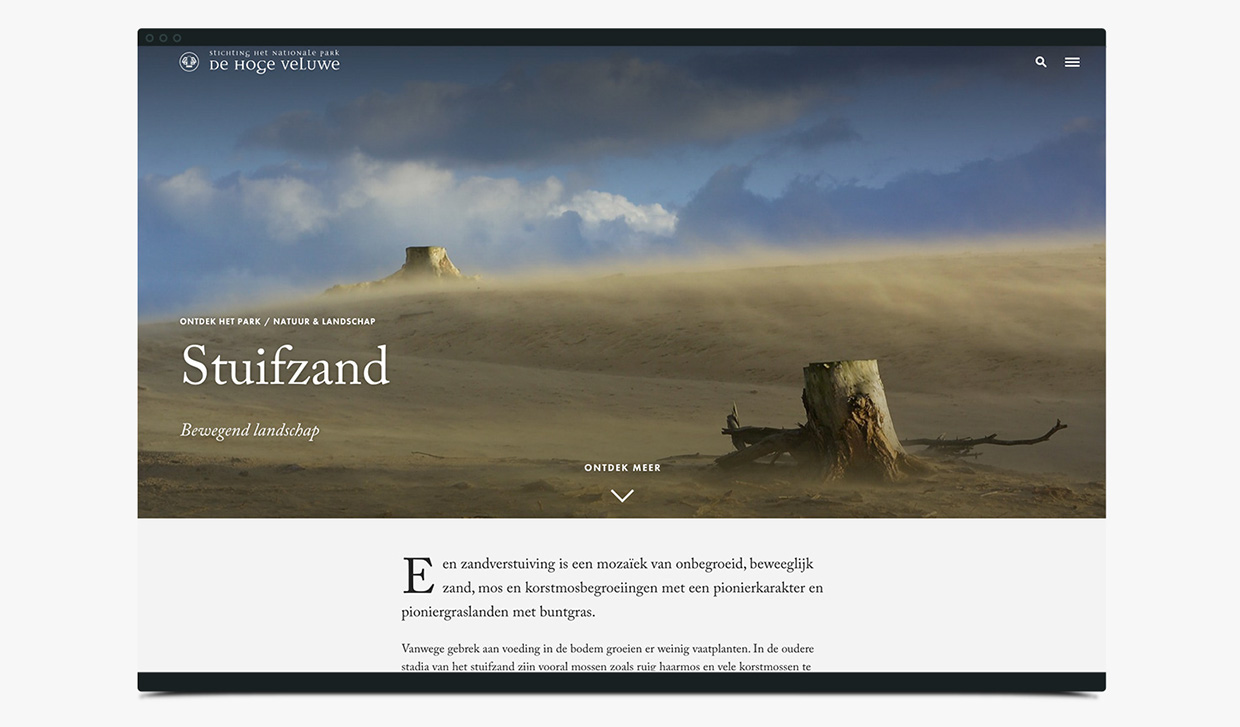 STICHTING HET NATIONALE PARK
DE HOGE VELUWE
ONTDEK HET PARK / NATUUR & LANDSCHAP
Stuifzand
Bewegend landschap
ONTDEK MEER
Een zandverstuiving is een mozaïek van onbegroeid, beweeglijk
zand, mos en korstmosbegroeiingen met een pionierkarakter en
pioniergraslanden met buntgras.
Vanwege gebrek aan voeding in de bodem groeien er weinig vaatplanten. In de oudere
stadia van het stuifzand zijn vooral mossen zoals ruig haarmos en vele korstmossen te